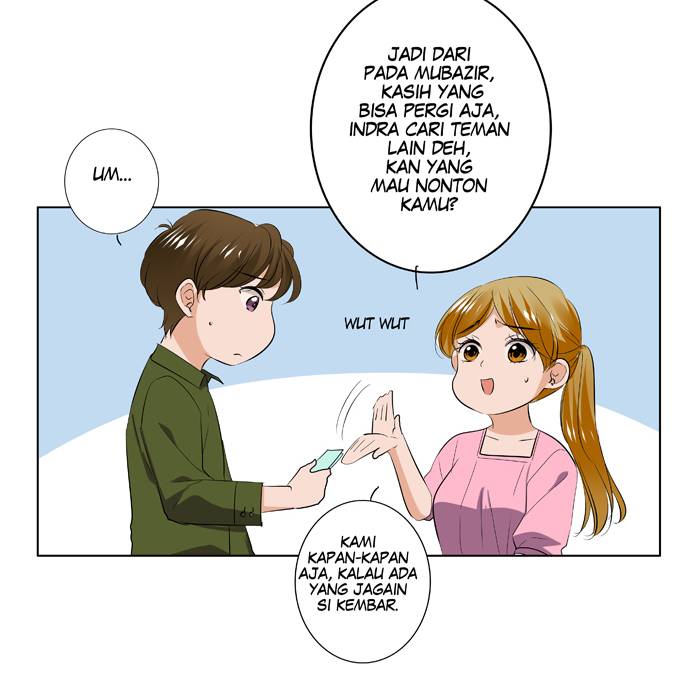 UM...
JADI DARI
PADA MUBAZIR,
KASIH YANG
BISA PERGI AJA,
INDRA CARI TEMAN
LAIN DEH,
KAN YANG
MAU NONTON
KAMU?
WUT WUT
KAMI
KAPAN-KAPAN
AJA, KALAU ADA
YANG JAGAIN
SI KEMBAR.